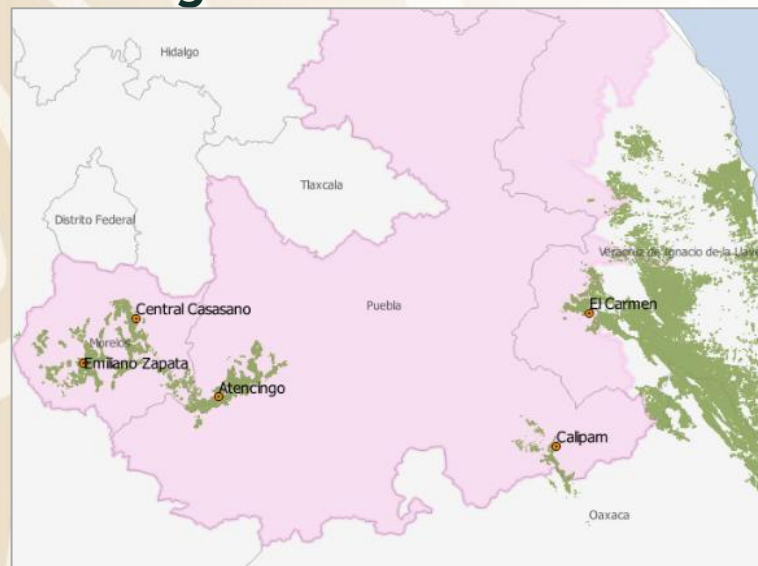 Hidalgo
Tlaxcala
Distrito Federal
Veracruz de Ignacio de la Llave
Puebla
Central Casasano
El Carmen
Morelos
Emiliano Zapata
Atencingo
Calipam
Oaxaca